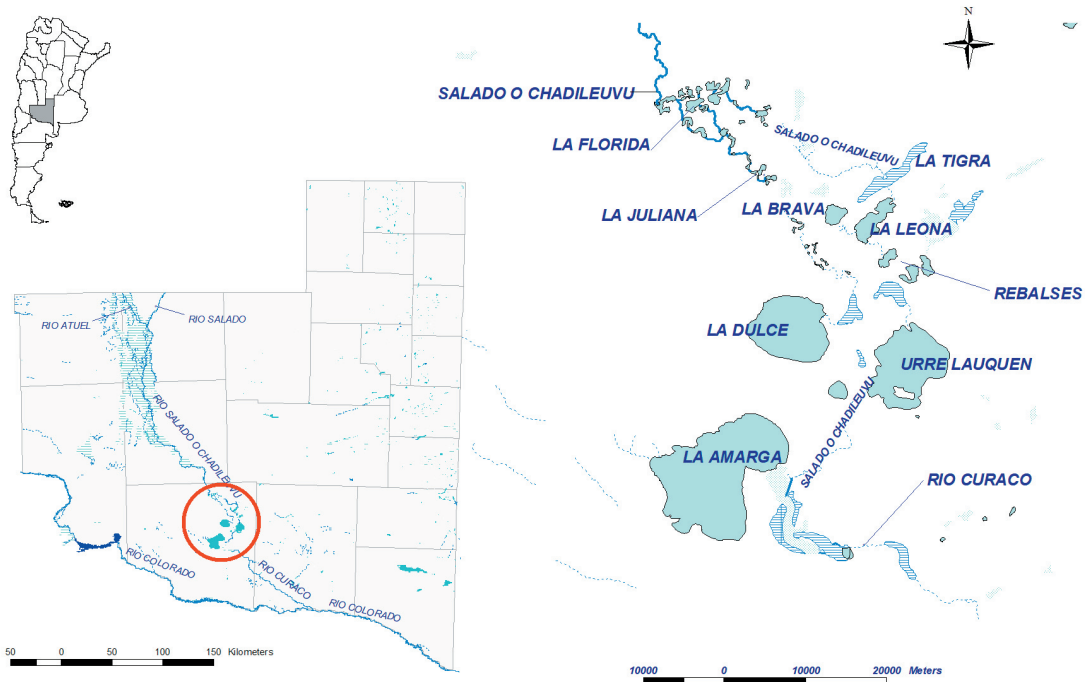 N
SALADO O CHADILEUVU
LA FLORIDA
SALADO O CHADILEUVU
LA TIGRA
LA JULIANA
LA BRAVA
LA LEONA
REBALSES
RIO ATUEL
RIO SALADO
LA DULCE
URRE LAUQUEN
RIO SALADO O CHADILEUVU
SALADO O CHADILEUVU
LA AMARGA
RIO CURACO
RIO COLORADO
RIO CURACO
RIO COLORADO
50 0 50 100 150 Kilometers
10000 0 10000 20000 Meters